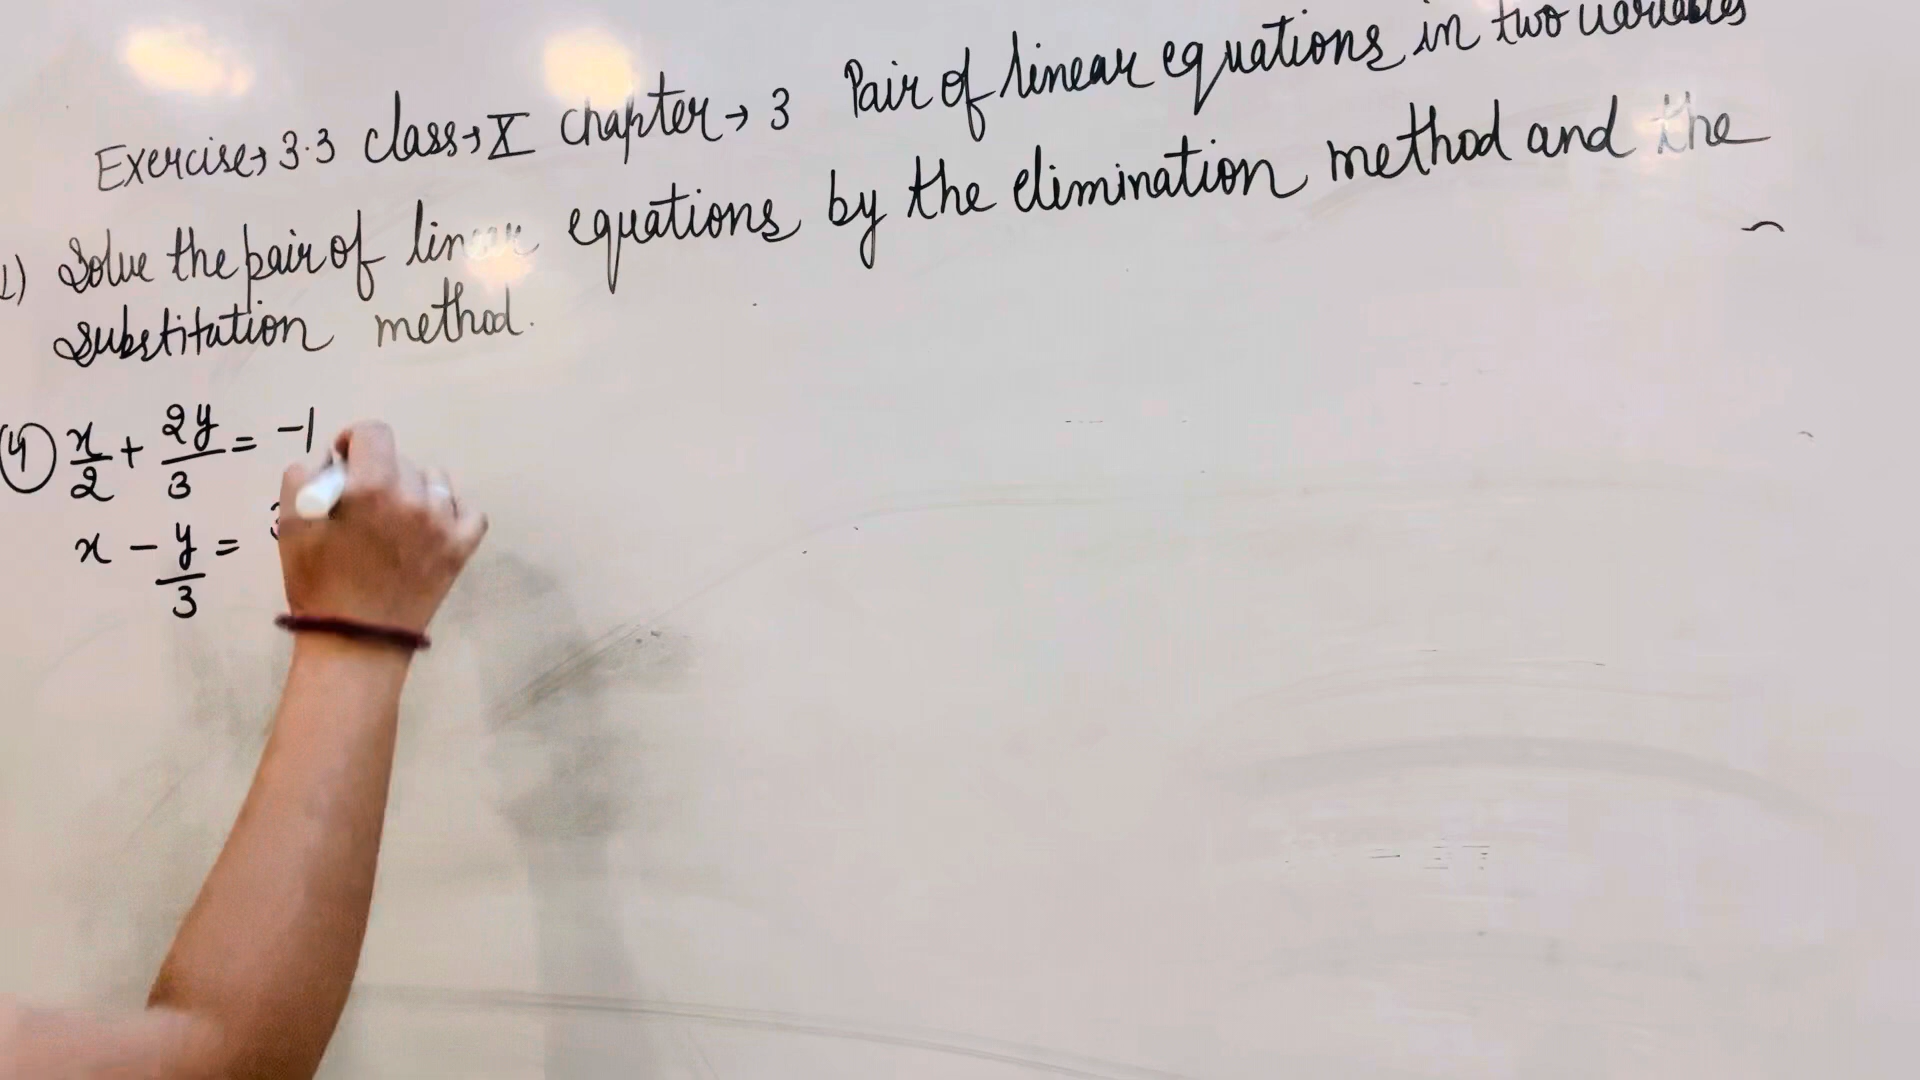 Exercise→ 3.3 class→ X chapter→ 3 Pair of linear equations in two variables
1) Solve the pair of linear equations by the elimination method and the
substitution method.
(4) x/2 + 2y/3 = -1
x - y/3 =